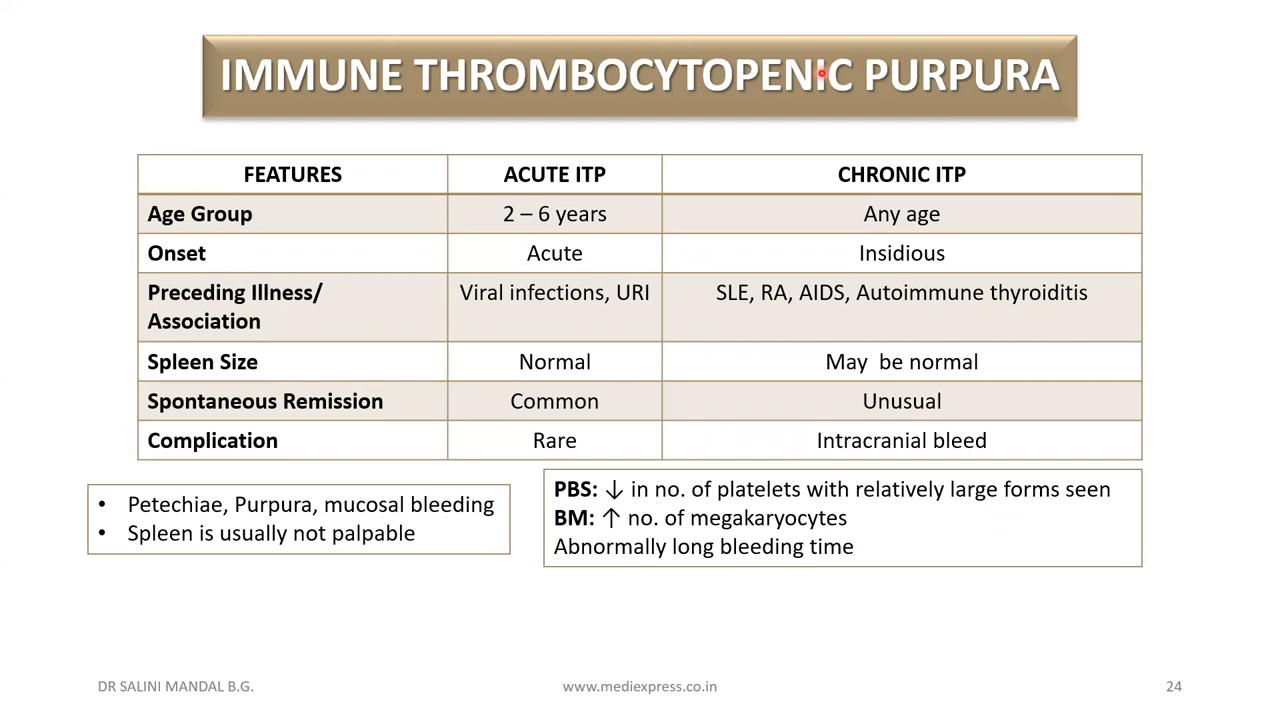 IMMUNE THROMBOCYTOPENIC PURPURA
FEATURES ACUTE ITP CHRONIC ITP
Age Group 2 – 6 years Any age
Onset Acute Insidious
Preceding Illness/ Viral infections, URI SLE, RA, AIDS, Autoimmune thyroiditis
Association
Spleen Size Normal May be normal
Spontaneous Remission Common Unusual
Complication Rare Intracranial bleed
• Petechiae, Purpura, mucosal bleeding
• Spleen is usually not palpable
PBS: ↓ in no. of platelets with relatively large forms seen
BM: ↑ no. of megakaryocytes
Abnormally long bleeding time
DR SALINI MANDAL B.G. www.mediexpress.co.in 24